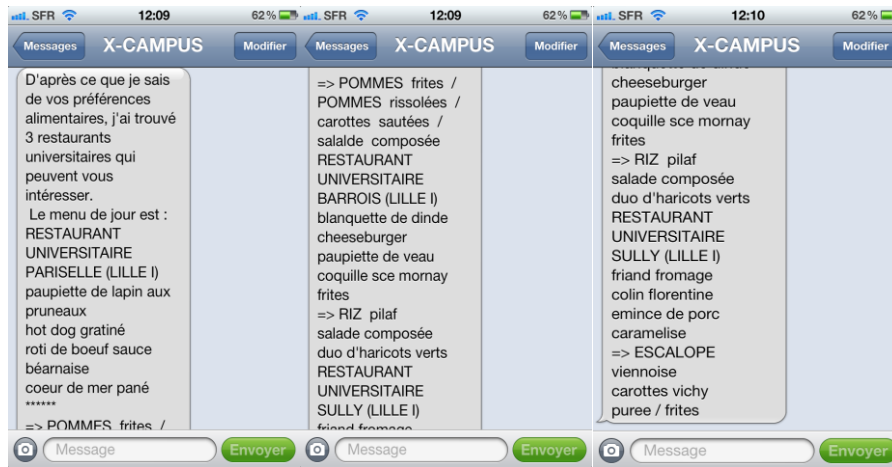 SFR 12:09 62%
Messages X-CAMPUS Modifier
D'après ce que je sais
de vos préférences
alimentaires, j'ai trouvé
3 restaurants
universitaires qui
peuvent vous
intéresser.
Le menu de jour est :
RESTAURANT
UNIVERSITAIRE
PARISELLE (LILLE I)
paupiette de lapin aux
pruneaux
hot dog gratiné
roti de boeuf sauce
béarnaise
coeur de mer pané
******
=> POMMES frites /
Message Envoyer
SFR 12:09 62%
Messages X-CAMPUS Modifier
=> POMMES frites /
POMMES rissolées /
carottes sautées /
salalde composée
RESTAURANT
UNIVERSITAIRE
BARROIS (LILLE I)
blanquette de dinde
cheeseburger
paupiette de veau
coquille sce mornay
frites
=> RIZ pilaf
salade composée
duo d'haricots verts
RESTAURANT
UNIVERSITAIRE
SULLY (LILLE I)
friand fromage
Message Envoyer
SFR 12:10 62%
Messages X-CAMPUS Modifier
blanquette de dinde
cheeseburger
paupiette de veau
coquille sce mornay
frites
=> RIZ pilaf
salade composée
duo d'haricots verts
RESTAURANT
UNIVERSITAIRE
SULLY (LILLE I)
friand fromage
colin florentine
emince de porc
caramelise
=> ESCALOPE
viennoise
carottes vichy
puree / frites
Message Envoyer